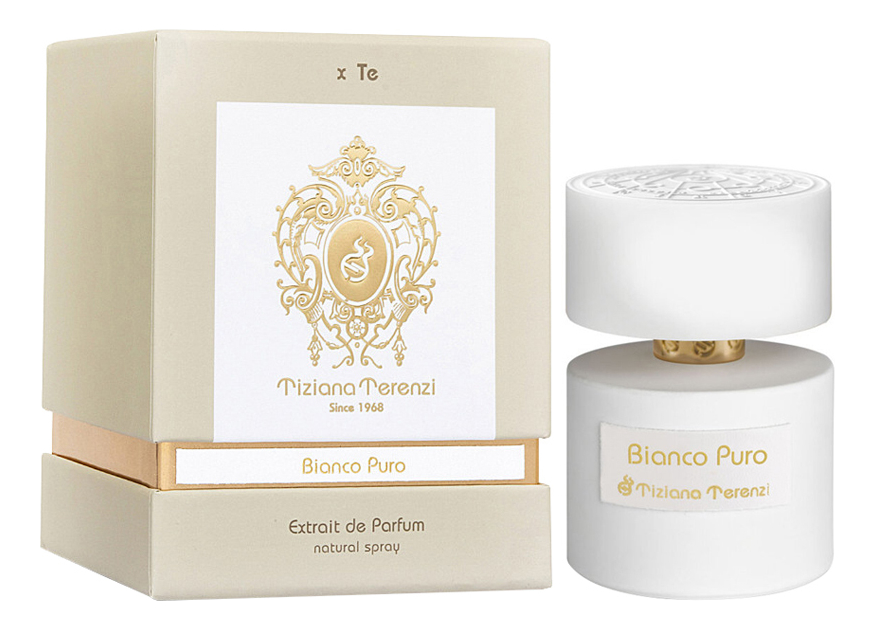 x Te
Tiziana Terenzi
Since 1968
Bianco Puro
Extrait de Parfum
natural spray
Bianco Puro
Tiziana Terenzi